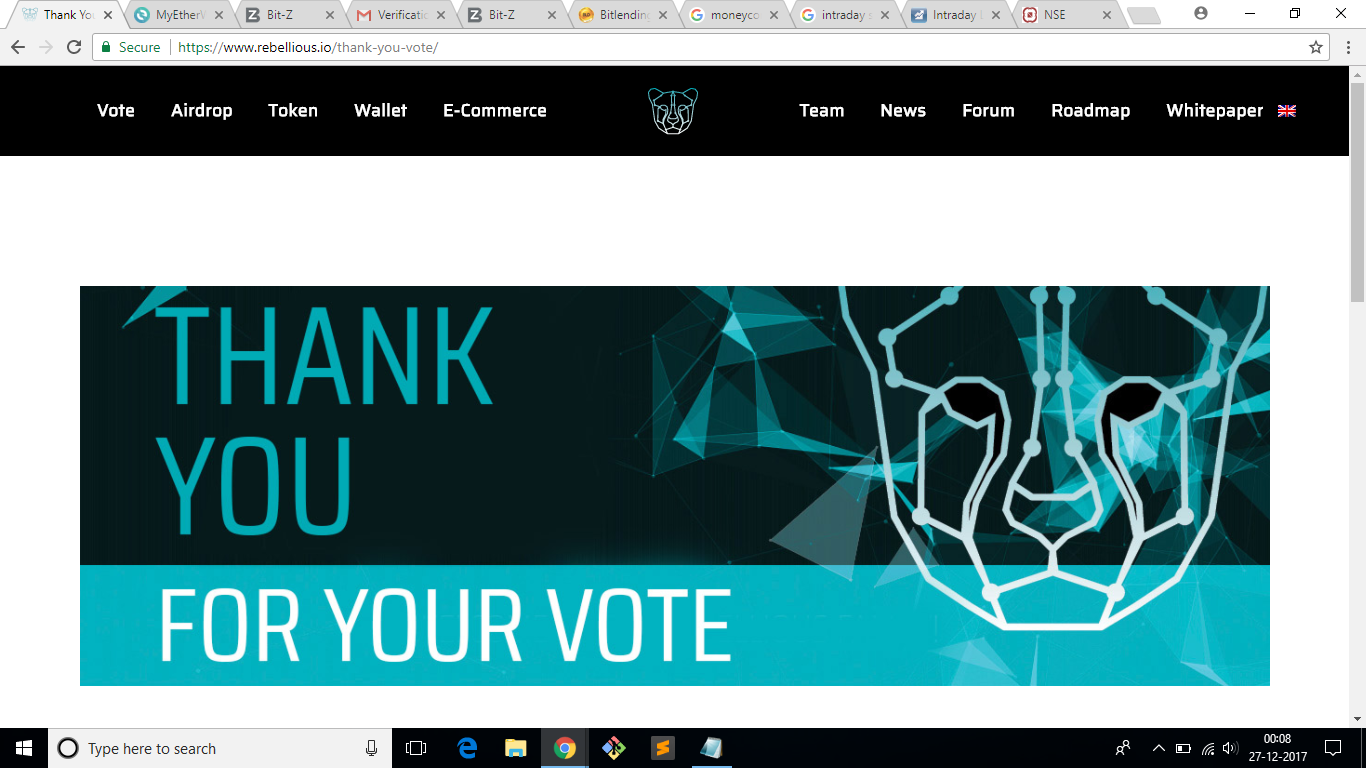 Thank You
MyEtherW
Bit-Z
Verificatio
Bit-Z
Bitlending
moneyco
intraday s
Intraday L
NSE
Secure
https://www.rebellious.io/thank-you-vote/
Vote
Airdrop
Token
Wallet
E-Commerce
Team
News
Forum
Roadmap
Whitepaper
THANK
YOU
FOR YOUR VOTE
Type here to search
00:08
27-12-2017